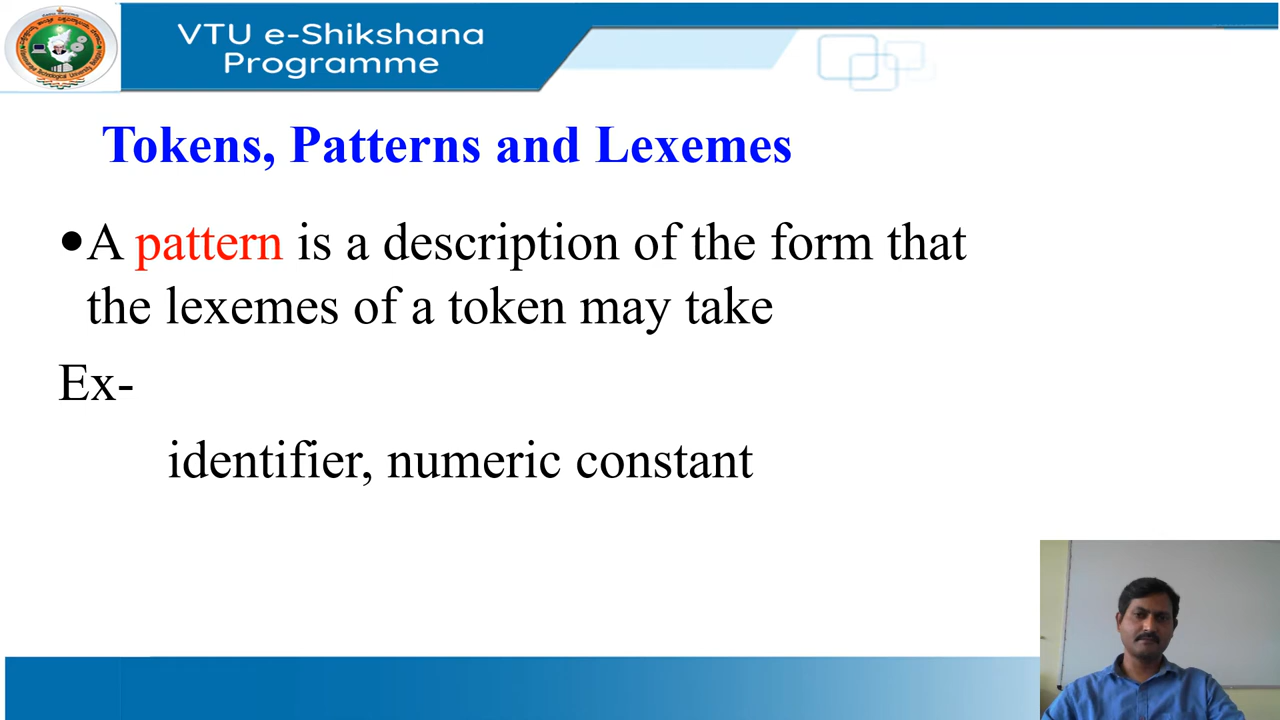 VTU e-Shikshana
Programme
Tokens, Patterns and Lexemes
•A pattern is a description of the form that
the lexemes of a token may take
Ex-
identifier, numeric constant